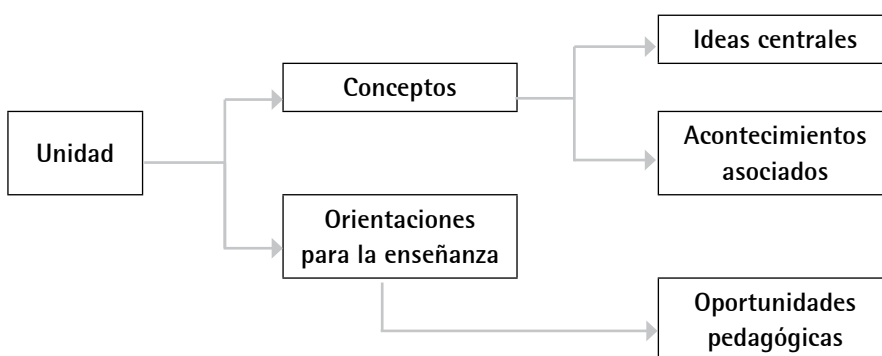 Ideas centrales
Conceptos
Unidad
Acontecimientos
asociados
Orientaciones
para la enseñanza
Oportunidades
pedagógicas